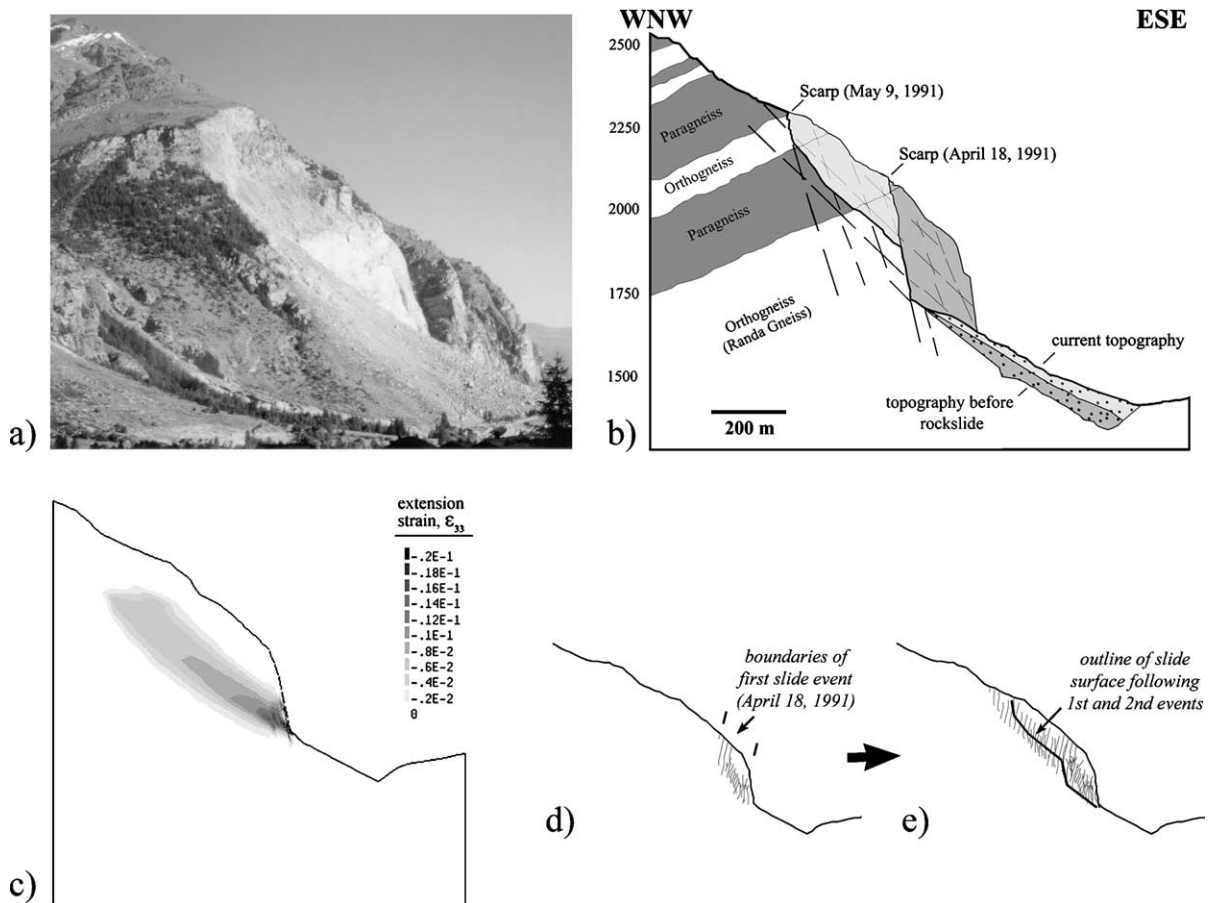 a)
WNW
ESE
2500
2250
2000
1750
1500
Scarp (May 9, 1991)
Scarp (April 18, 1991)
Paragneiss
Orthogneiss
Paragneiss
Orthogneiss
(Randa Gneiss)
current topography
topography before
rockslide
200 m
b)
extension
strain, ε33
-.2E-1
-.18E-1
-.16E-1
-.14E-1
-.12E-1
-.1E-1
-.8E-2
-.6E-2
-.4E-2
-.2E-2
0
c)
boundaries of
first slide event
(April 18, 1991)
d)
outline of slide
surface following
1st and 2nd events
e)